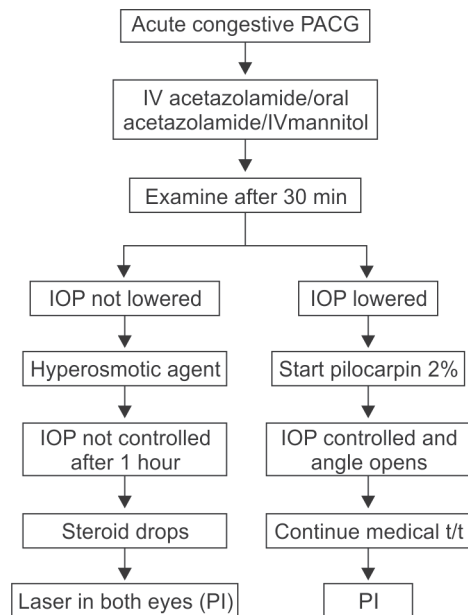 Acute congestive PACG
IV acetazolamide/oral
acetazolamide/IVmannitol
Examine after 30 min
IOP not lowered
IOP lowered
Hyperosmotic agent
Start pilocarpin 2%
IOP not controlled
after 1 hour
IOP controlled and
angle opens
Steroid drops
Continue medical t/t
Laser in both eyes (PI)
PI